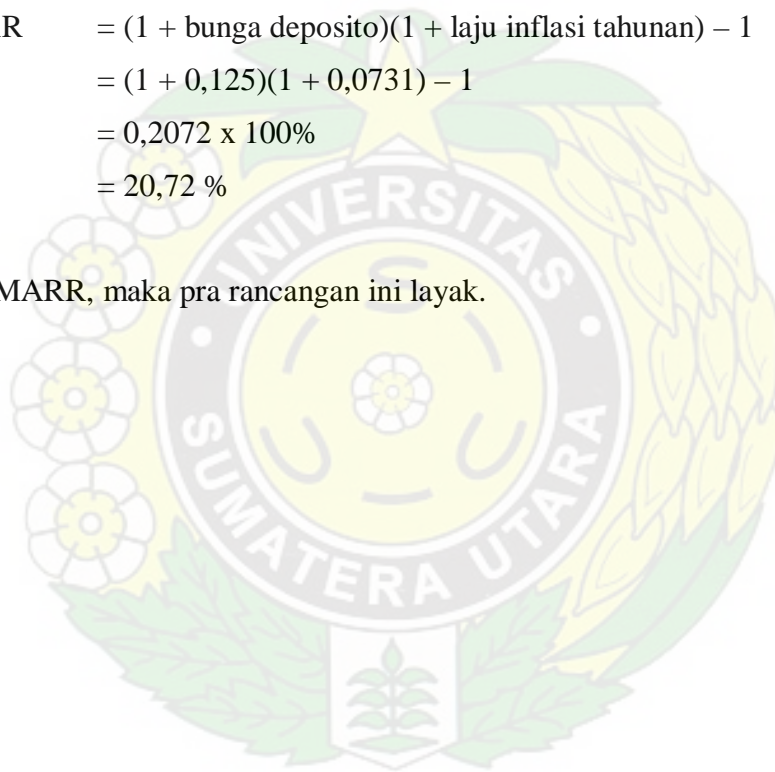 R = (1 + bunga deposito)(1 + laju inflasi tahunan) – 1
= (1 + 0,125)(1 + 0,0731) – 1
= 0,2072 x 100%
= 20,72 %
MARR, maka pra rancangan ini layak.
UNIVERSITAS
SUMATERA UTARA